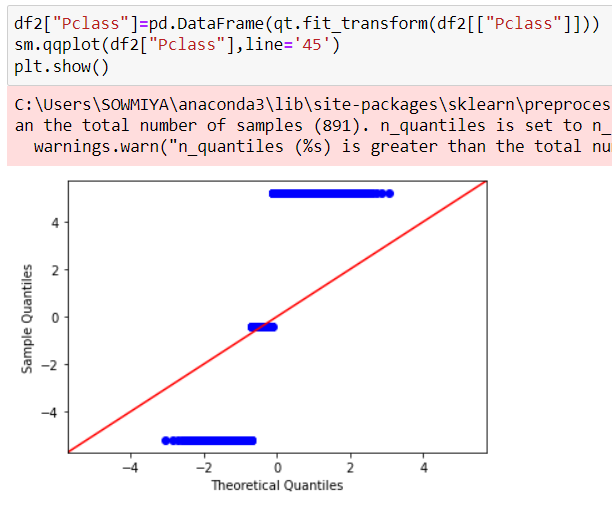 df2["Pclass"]=pd.DataFrame(qt.fit_transform(df2[["Pclass"]]))
sm.qqplot(df2["Pclass"],line='45')
plt.show()
C:\Users\SOWMIYA\anaconda3\lib\site-packages\sklearn\preproces
an the total number of samples (891). n_quantiles is set to n_
warnings.warn("n_quantiles (%s) is greater than the total nu
4
2
0
−2
−4
Sample Quantiles
−4 −2 0 2 4
Theoretical Quantiles